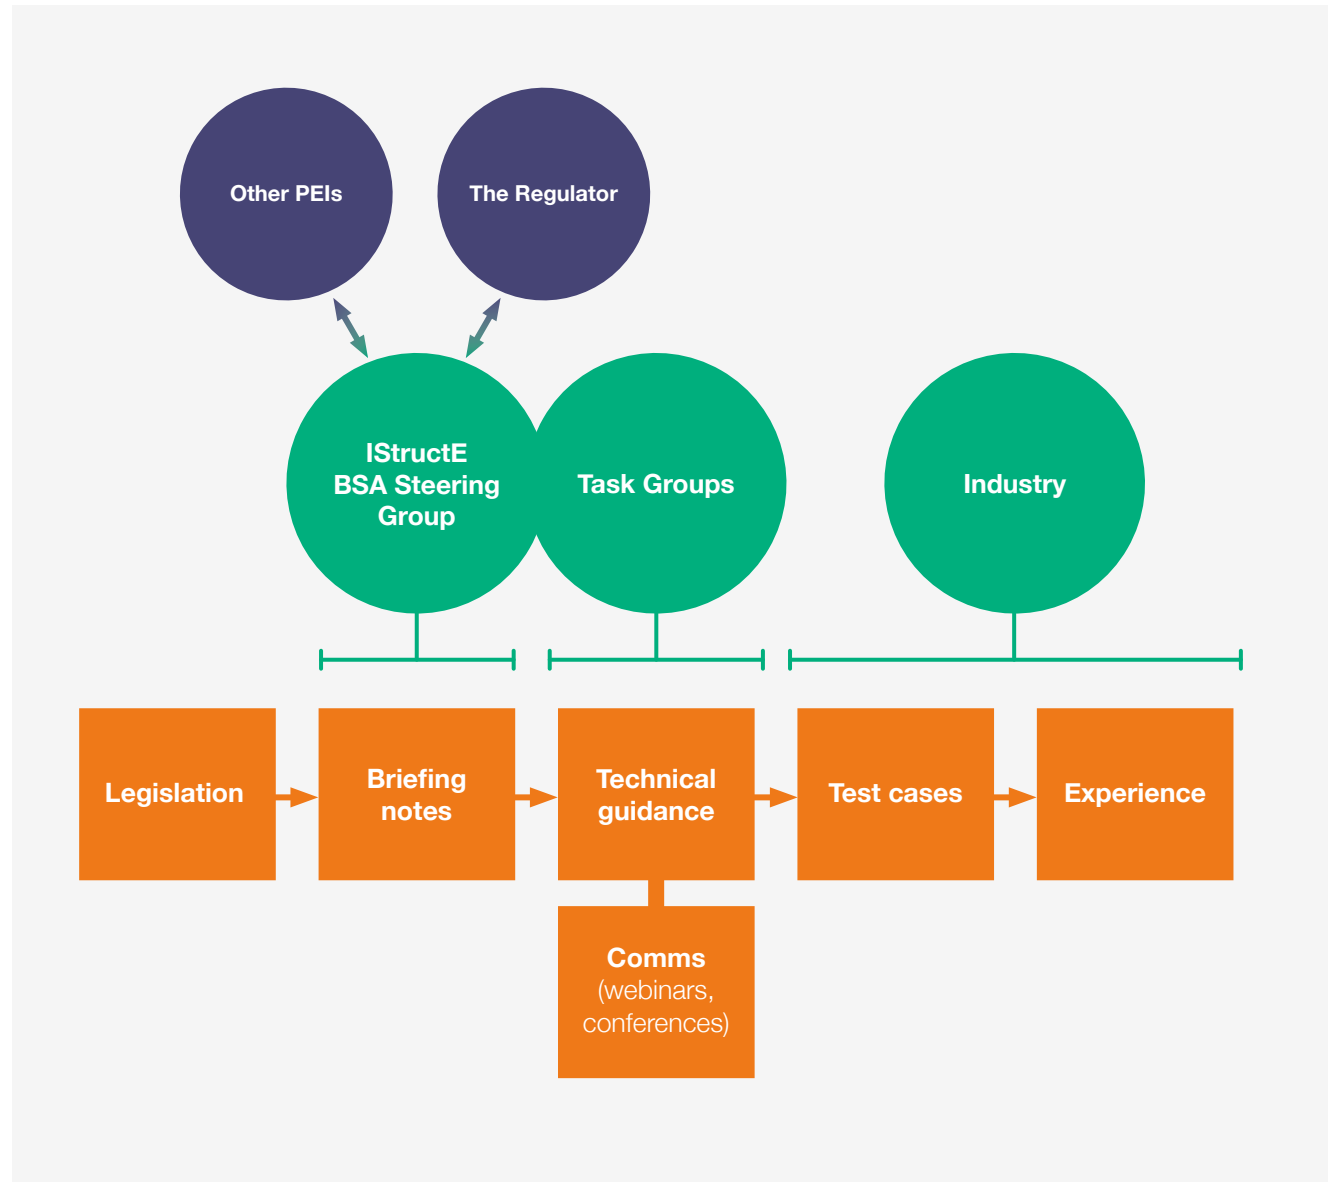 Other PEIs
The Regulator
IStructE
BSA Steering
Group
Task Groups
Industry
Legislation
Briefing
notes
Technical
guidance
Test cases
Experience
Comms
(webinars,
conferences)